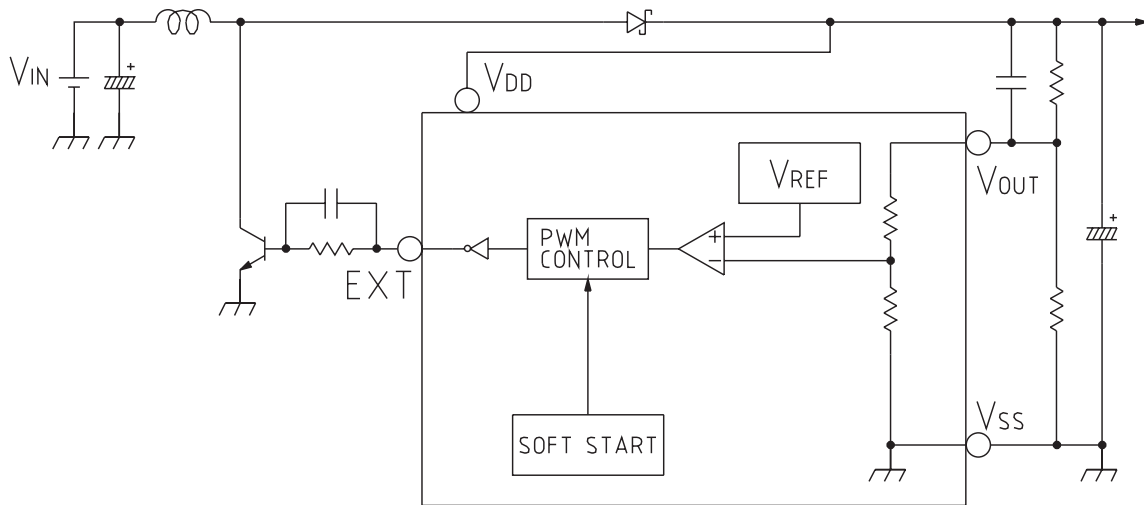 VIN
+
VDD
VREF
VOUT
+
PWM
CONTROL
+
−
EXT
VSS
SOFT START